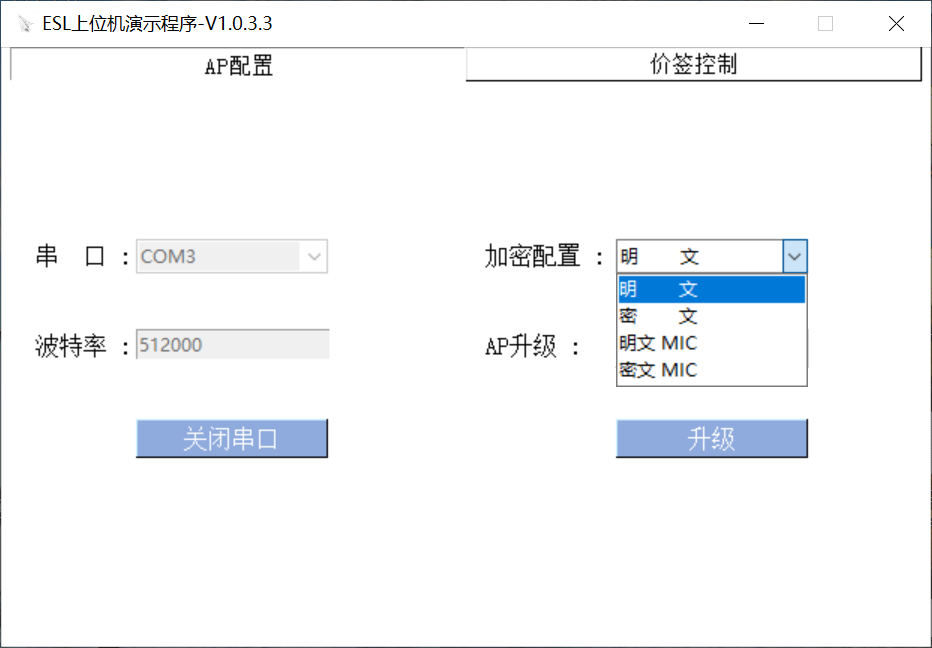 ESL上位机演示程序-V1.0.3.3
AP配置
价签控制
串 口 : COM3
加密配置 : 明 文
明 文
密 文
明文 MIC
密文 MIC
波特率 : 512000
AP升级 :
关闭串口
升级